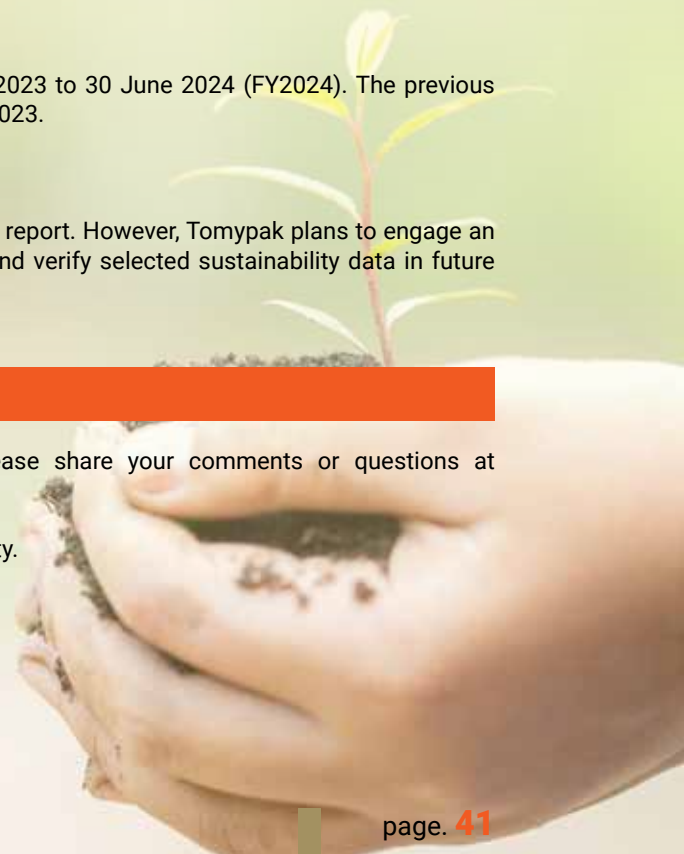 2023 to 30 June 2024 (FY2024). The previous
023.
report. However, Tomypak plans to engage an
nd verify selected sustainability data in future
ase share your comments or questions at
ty.
page. 41